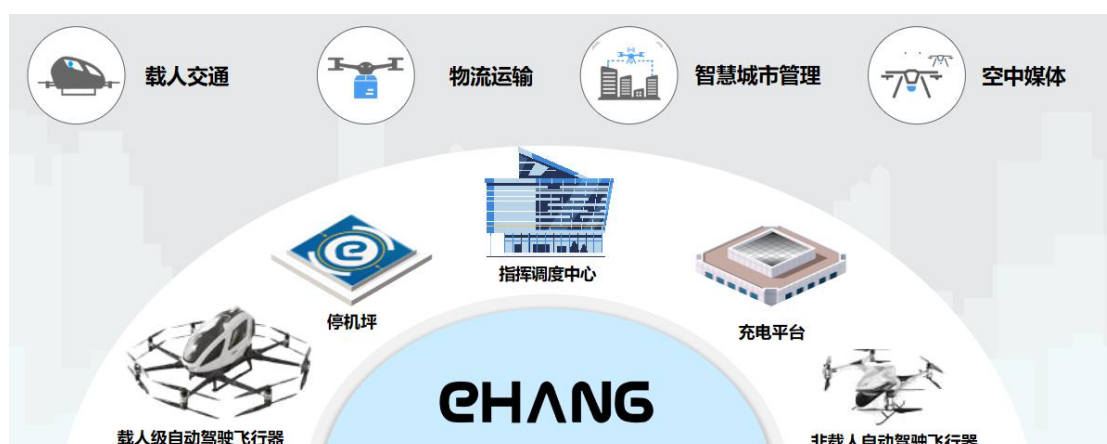 载人交通
物流运输
智慧城市管理
空中媒体
指挥调度中心
停机坪
充电平台
EHANG
载人级自动驾驶飞行器
非载人自动驾驶飞行器